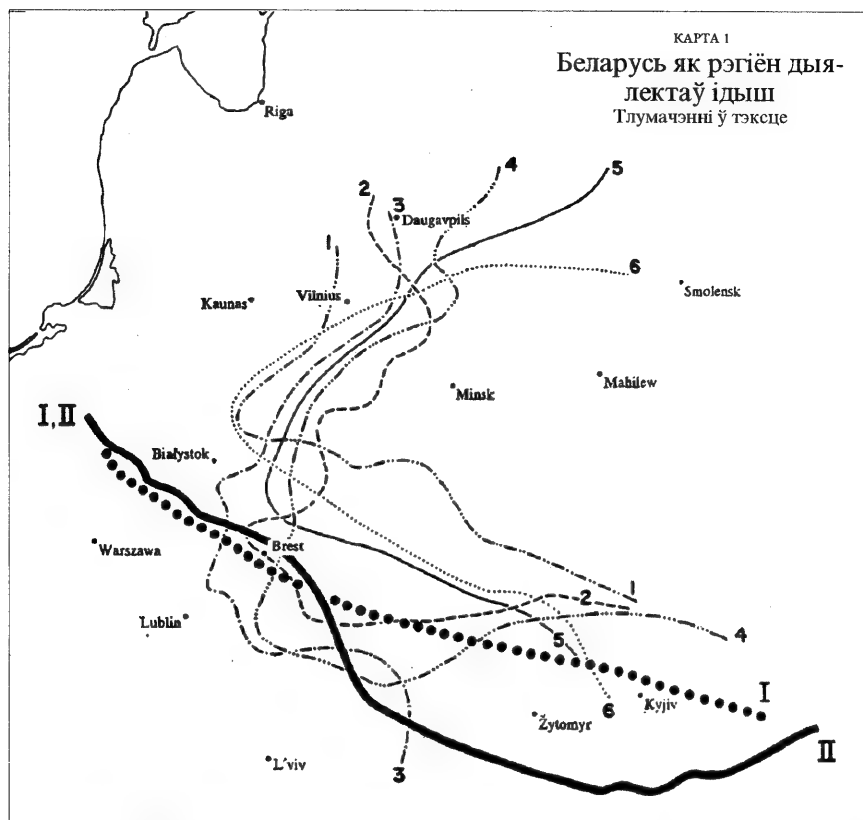 КАРТА 1
Беларусь як рэгіён дыя-
лектаў ідыш
Тлумачэнні ў тэксце
Riga
4
5
2
3
Daugavpils
1
6
Smolensk
Kaunas
Vilnius
Minsk
Mahilew
I, II
Białystok
Warszawa
Brest
1
2
Lublin
4
5
I
Kyjiv
6
Žytomyr
II
L'viv
3